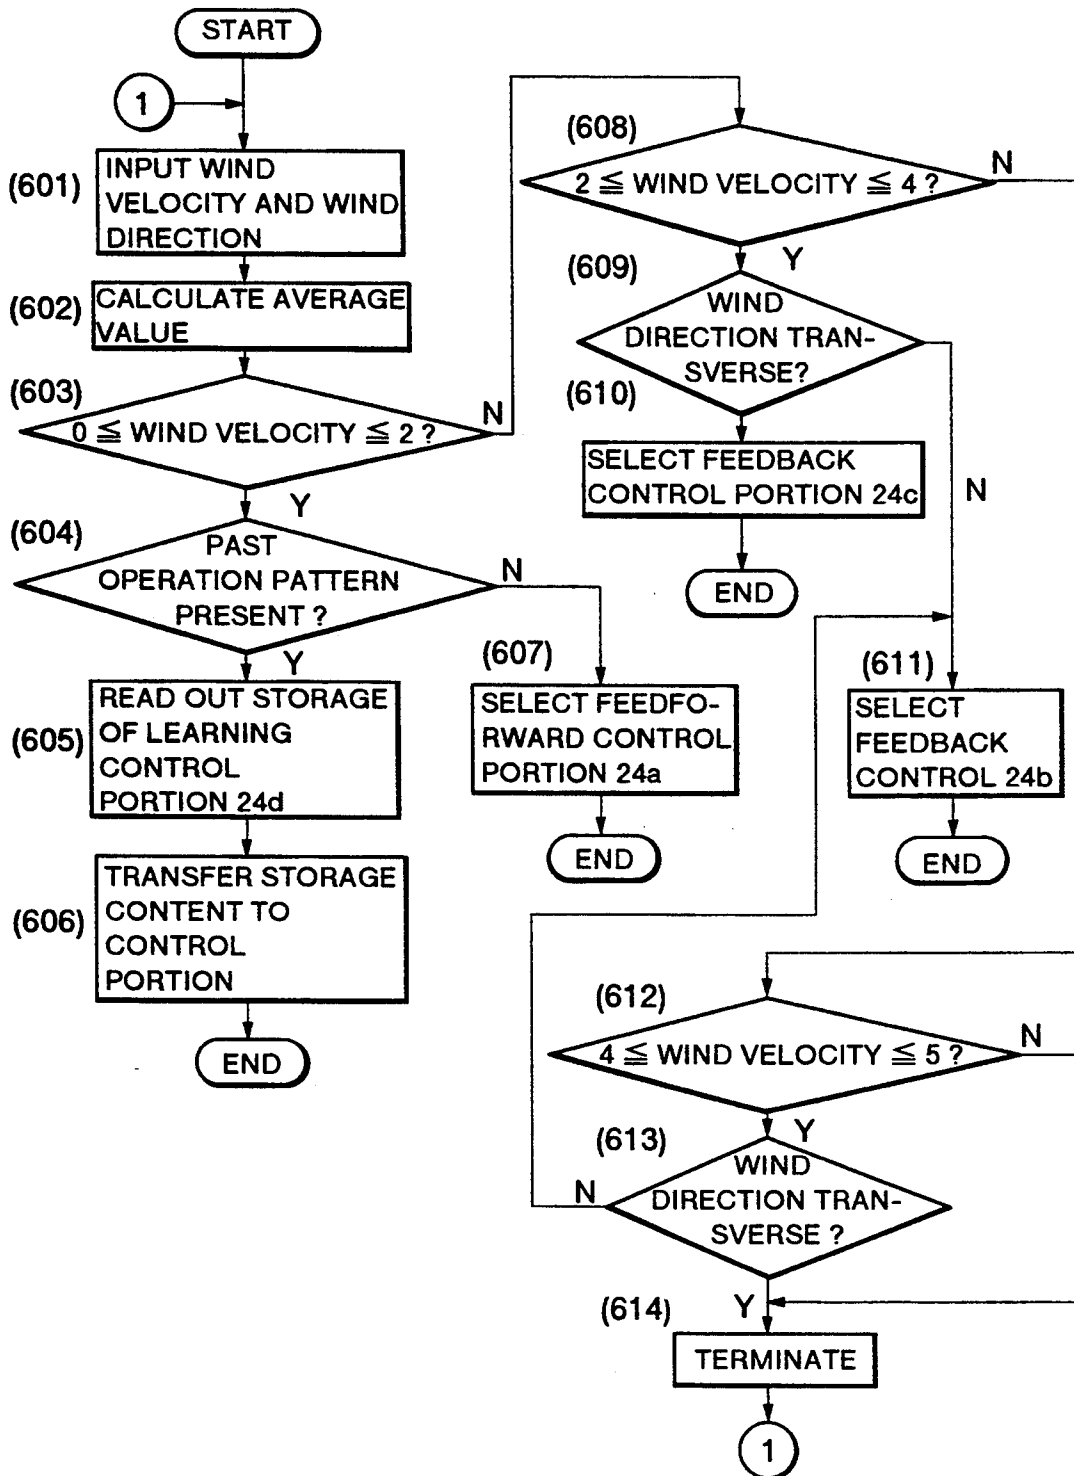 START
1
(601)
INPUT WIND
VELOCITY AND WIND
DIRECTION
(602)
CALCULATE AVERAGE
VALUE
(603)
0 ≦ WIND VELOCITY ≦ 2 ?
N
Y
(604)
PAST
OPERATION PATTERN
PRESENT ?
N
Y
(605)
READ OUT STORAGE
OF LEARNING
CONTROL
PORTION 24d
(606)
TRANSFER STORAGE
CONTENT TO
CONTROL
PORTION
END
(607)
SELECT FEEDFO-
RWARD CONTROL
PORTION 24a
END
(608)
2 ≦ WIND VELOCITY ≦ 4 ?
N
Y
(609)
WIND
DIRECTION TRAN-
SVERSE?
N
(610)
SELECT FEEDBACK
CONTROL PORTION 24c
END
(611)
SELECT
FEEDBACK
CONTROL 24b
END
(612)
4 ≦ WIND VELOCITY ≦ 5 ?
N
Y
(613)
WIND
DIRECTION TRAN-
SVERSE ?
N
Y
(614)
TERMINATE
1